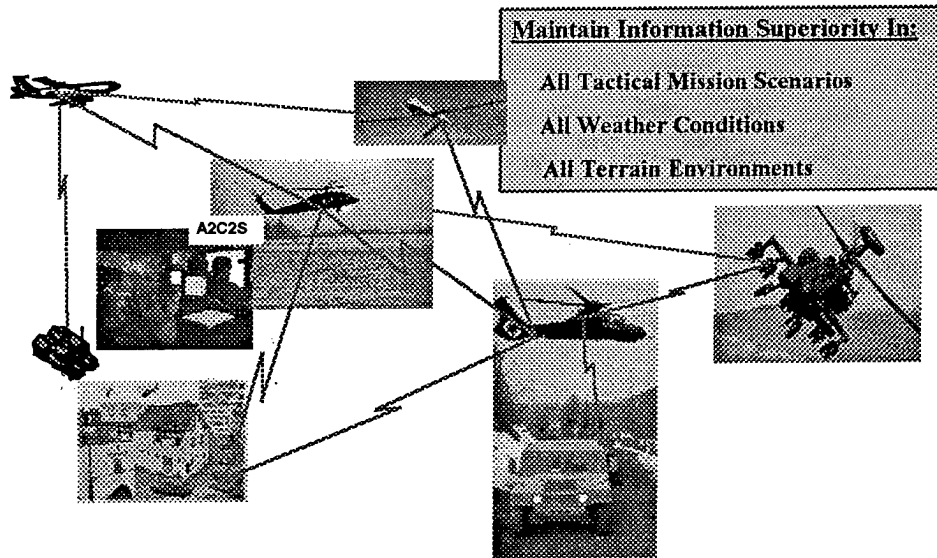 Maintain Information Superiority In:
All Tactical Mission Scenarios
All Weather Conditions
All Terrain Environments
A2C2S